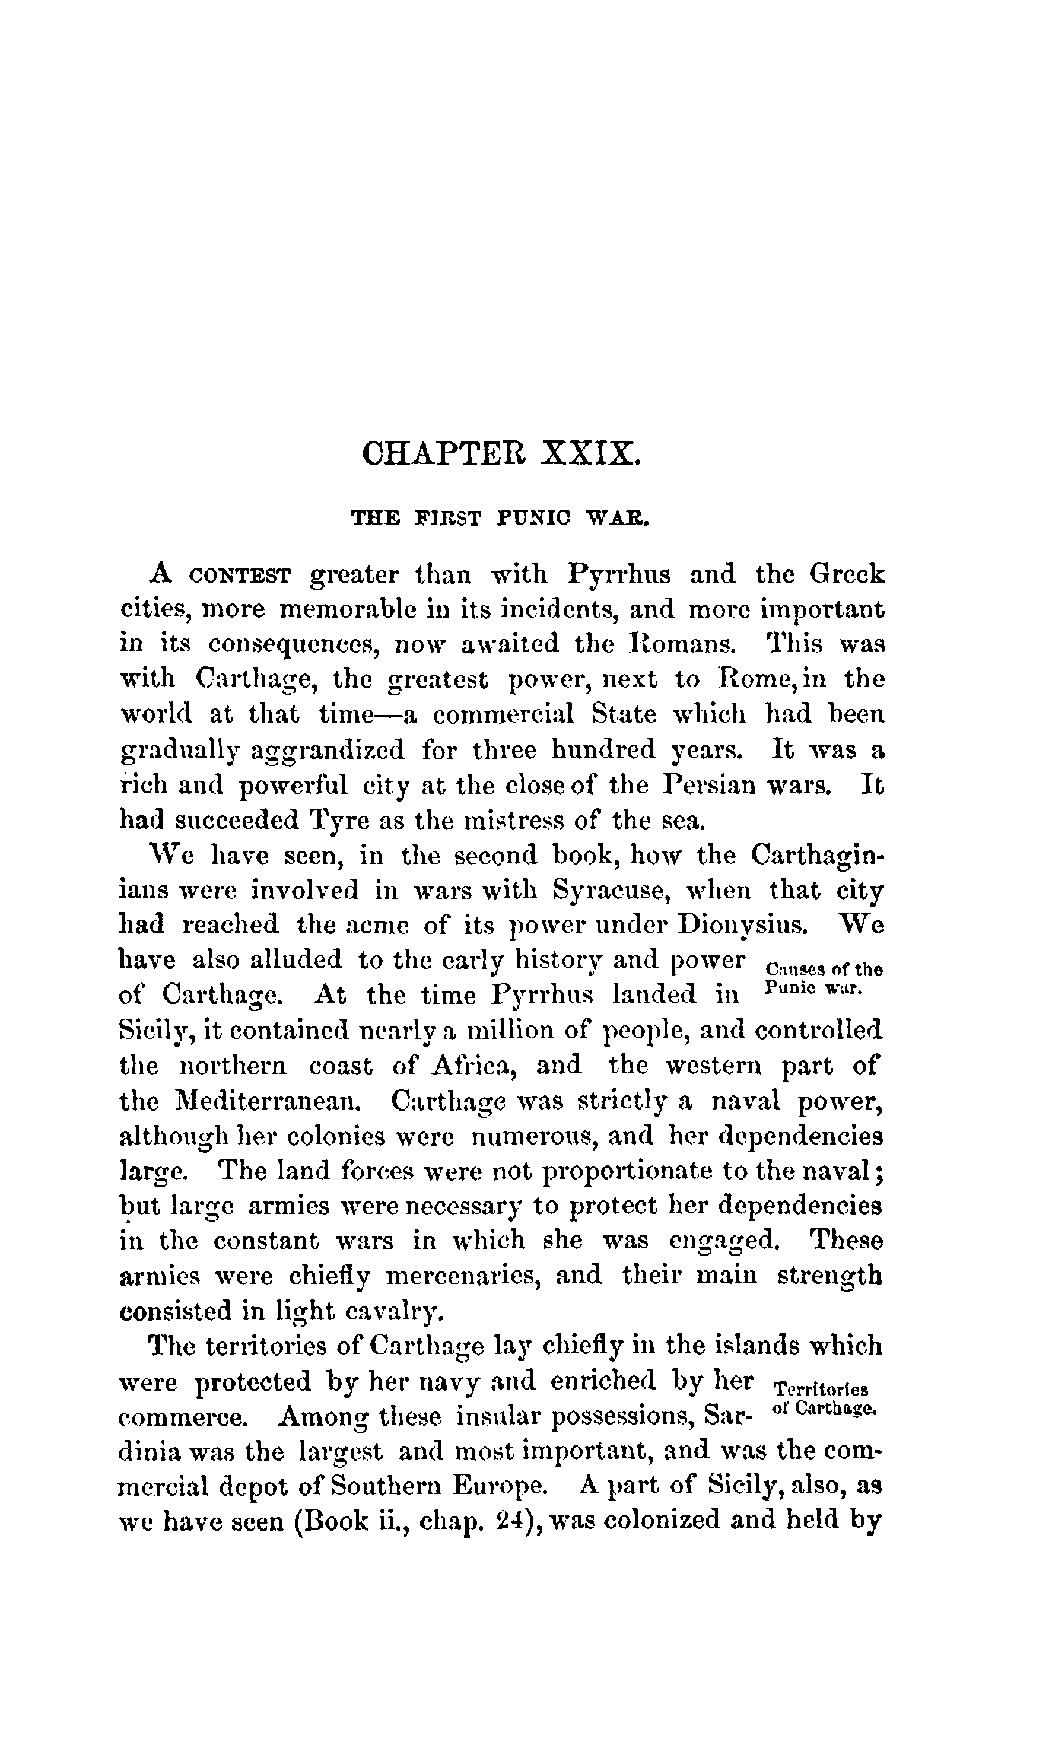 CHAPTER XXIX.
THE FIRST PUNIC WAR.
A CONTEST greater than with Pyrrhus and the Greek
cities, more memorable in its incidents, and more important
in its consequences, now awaited the Romans. This was
with Carthage, the greatest power, next to Rome, in the
world at that time—a commercial State which had been
gradually aggrandized for three hundred years. It was a
rich and powerful city at the close of the Persian wars. It
had succeeded Tyre as the mistress of the sea.
We have seen, in the second book, how the Carthagin-
ians were involved in wars with Syracuse, when that city
had reached the acme of its power under Dionysius. We
have also alluded to the early history and power
of Carthage. At the time Pyrrhus landed in
Causes of the
Punic war.
Sicily, it contained nearly a million of people, and controlled
the northern coast of Africa, and the western part of
the Mediterranean. Carthage was strictly a naval power,
although her colonies were numerous, and her dependencies
large. The land forces were not proportionate to the naval;
but large armies were necessary to protect her dependencies
in the constant wars in which she was engaged. These
armies were chiefly mercenaries, and their main strength
consisted in light cavalry.
The territories of Carthage lay chiefly in the islands which
were protected by her navy and enriched by her
commerce. Among these insular possessions, Sar-
Territories
of Carthage.
dinia was the largest and most important, and was the com-
mercial depot of Southern Europe. A part of Sicily, also, as
we have seen (Book ii., chap. 24), was colonized and held by